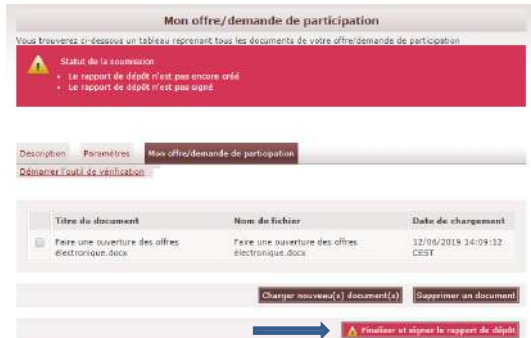 Mon offre/demande de participation
Vous trouverez ci-dessous un tableau reprenant tous les documents de votre offre/demande de participation
Statut de la soumission
Le rapport de dépôt n'est pas encore créé
Le rapport de dépôt n'est pas signé
Description Paramètres Mon offre/demande de participation
Démarrer l'outil de vérification
Titre du document Nom de fichier Date de chargement
Faire une ouverture des offres Faire une ouverture des offres 12/06/2019 14:09:12
électronique.docx électronique.docx CEST
Charger nouveau(x) document(s) Supprimer un document
Finaliser et signer le rapport de dépôt